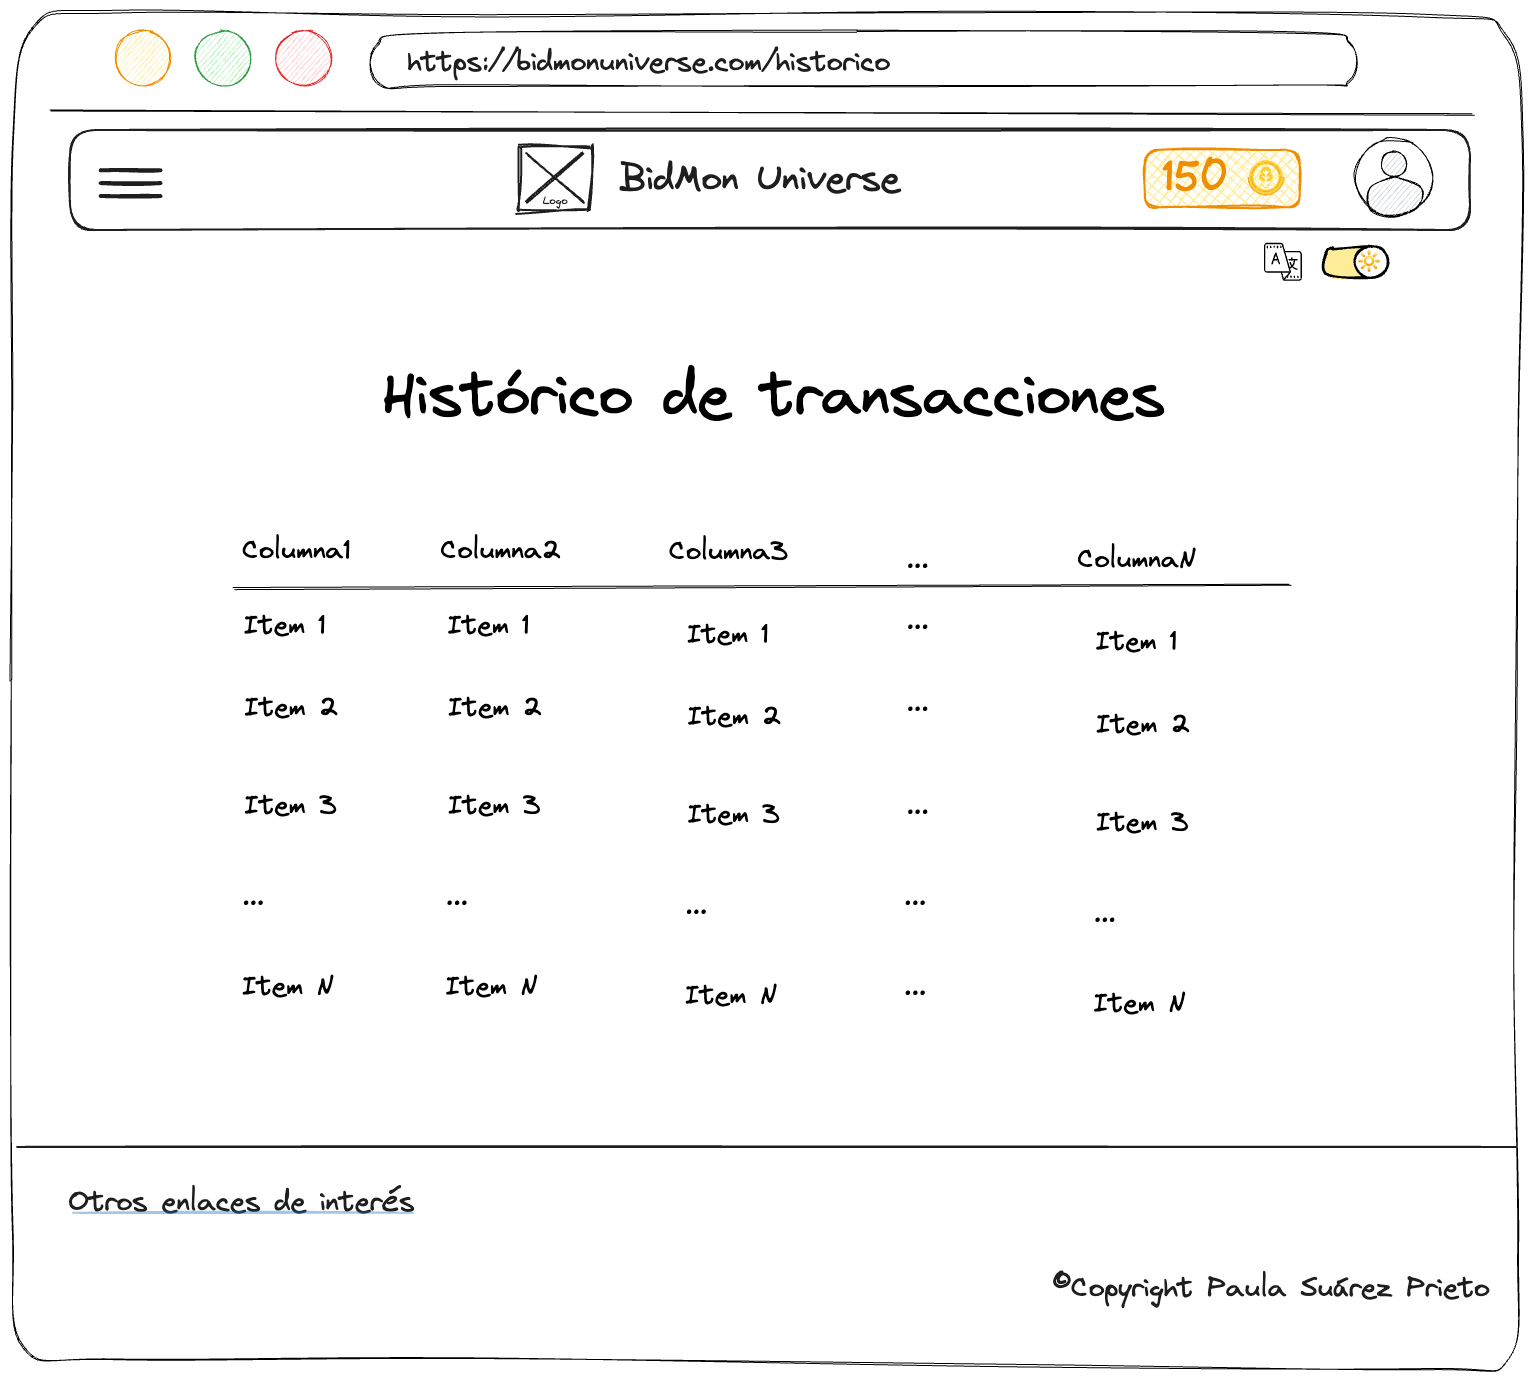 https://bidmonuniverse.com/historico
Logo
BidMon Universe
150
A 文
Histórico de transacciones
Columna1 Columna2 Columna3 ... ColumnaN
Item 1 Item 1 Item 1 ... Item 1
Item 2 Item 2 Item 2 ... Item 2
Item 3 Item 3 Item 3 ... Item 3
... ... ... ... ...
Item N Item N Item N ... Item N
Otros enlaces de interés
©Copyright Paula Suárez Prieto